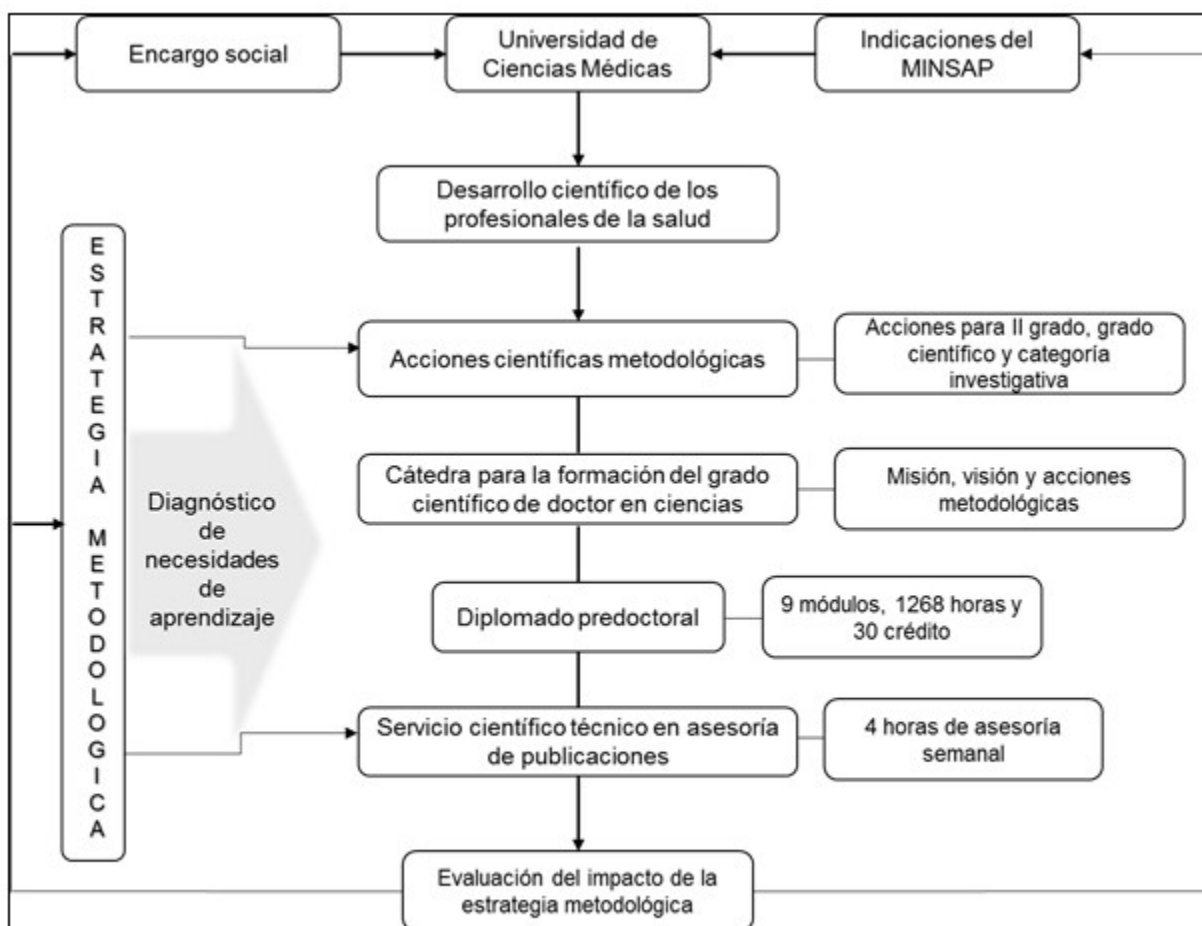 Encargo social
Universidad de
Ciencias Médicas
Indicaciones del
MINSAP
Desarrollo científico de los
profesionales de la salud
ESTRATEGIA METODOLOGICA
Diagnóstico
de
necesidades
de
aprendizaje
Acciones científicas metodológicas
Acciones para II grado, grado
científico y categoría
investigativa
Cátedra para la formación del grado
científico de doctor en ciencias
Misión, visión y acciones
metodológicas
Diplomado predoctoral
9 módulos, 1268 horas y
30 crédito
Servicio científico técnico en asesoría
de publicaciones
4 horas de asesoría
semanal
Evaluación del impacto de la
estrategia metodológica